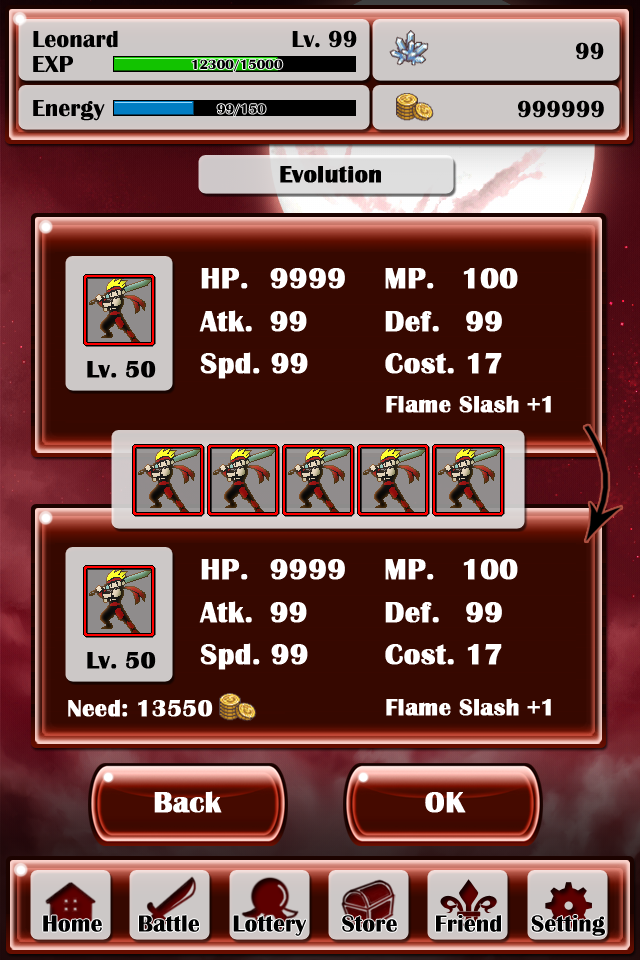 Leonard Lv. 99
EXP 12300/15000
99
Energy 99/150
999999
Evolution
HP. 9999 MP. 100
Atk. 99 Def. 99
Spd. 99 Cost. 17
Lv. 50
Flame Slash +1
HP. 9999 MP. 100
Atk. 99 Def. 99
Spd. 99 Cost. 17
Lv. 50
Need: 13550 Flame Slash +1
Back OK
Home Battle Lottery Store Friend Setting